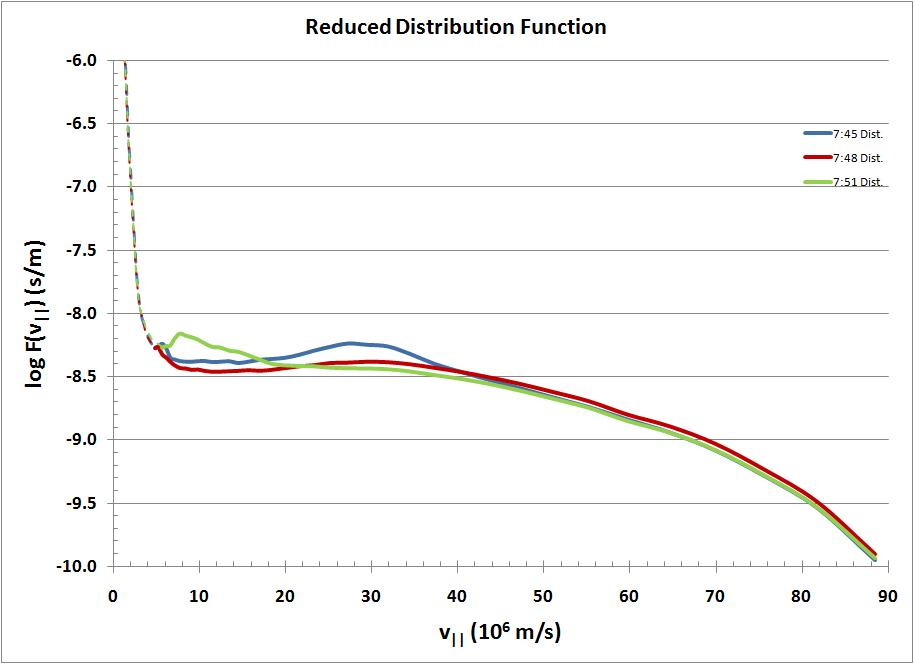 Reduced Distribution Function
-6.0
-6.5
-7.0
-7.5
-8.0
-8.5
-9.0
-9.5
-10.0
log F(v||) (s/m)
7:45 Dist.
7:48 Dist.
7:51 Dist.
0 10 20 30 40 50 60 70 80 90
v|| (10⁶ m/s)